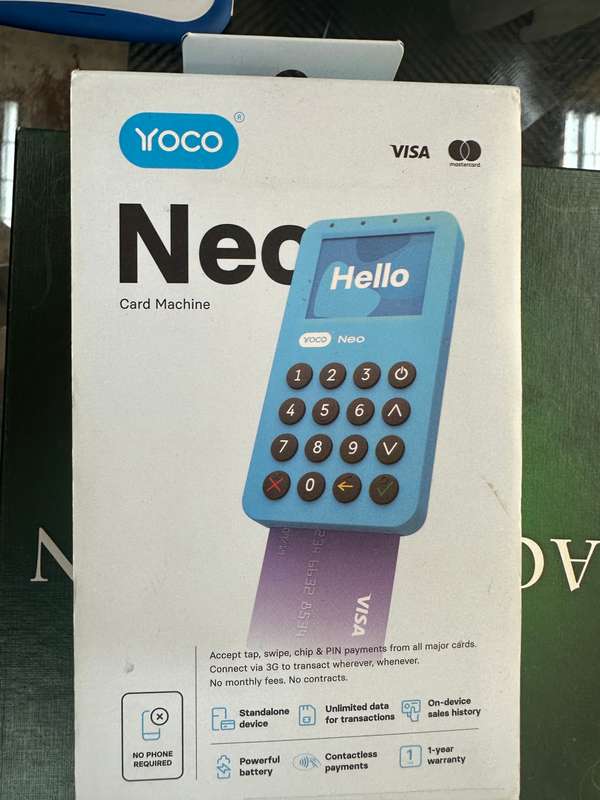 YOCO®
VISA
mastercard
Neo
Card Machine
Hello
YOCO Neo
1 2 3
4 5 6
7 8 9
0
VISA
Accept tap, swipe, chip & PIN payments from all major cards.
Connect via 3G to transact wherever, whenever.
No monthly fees. No contracts.
NO PHONE
REQUIRED
Standalone
device
Unlimited data
for transactions
On-device
sales history
Powerful
battery
Contactless
payments
1
1-year
warranty